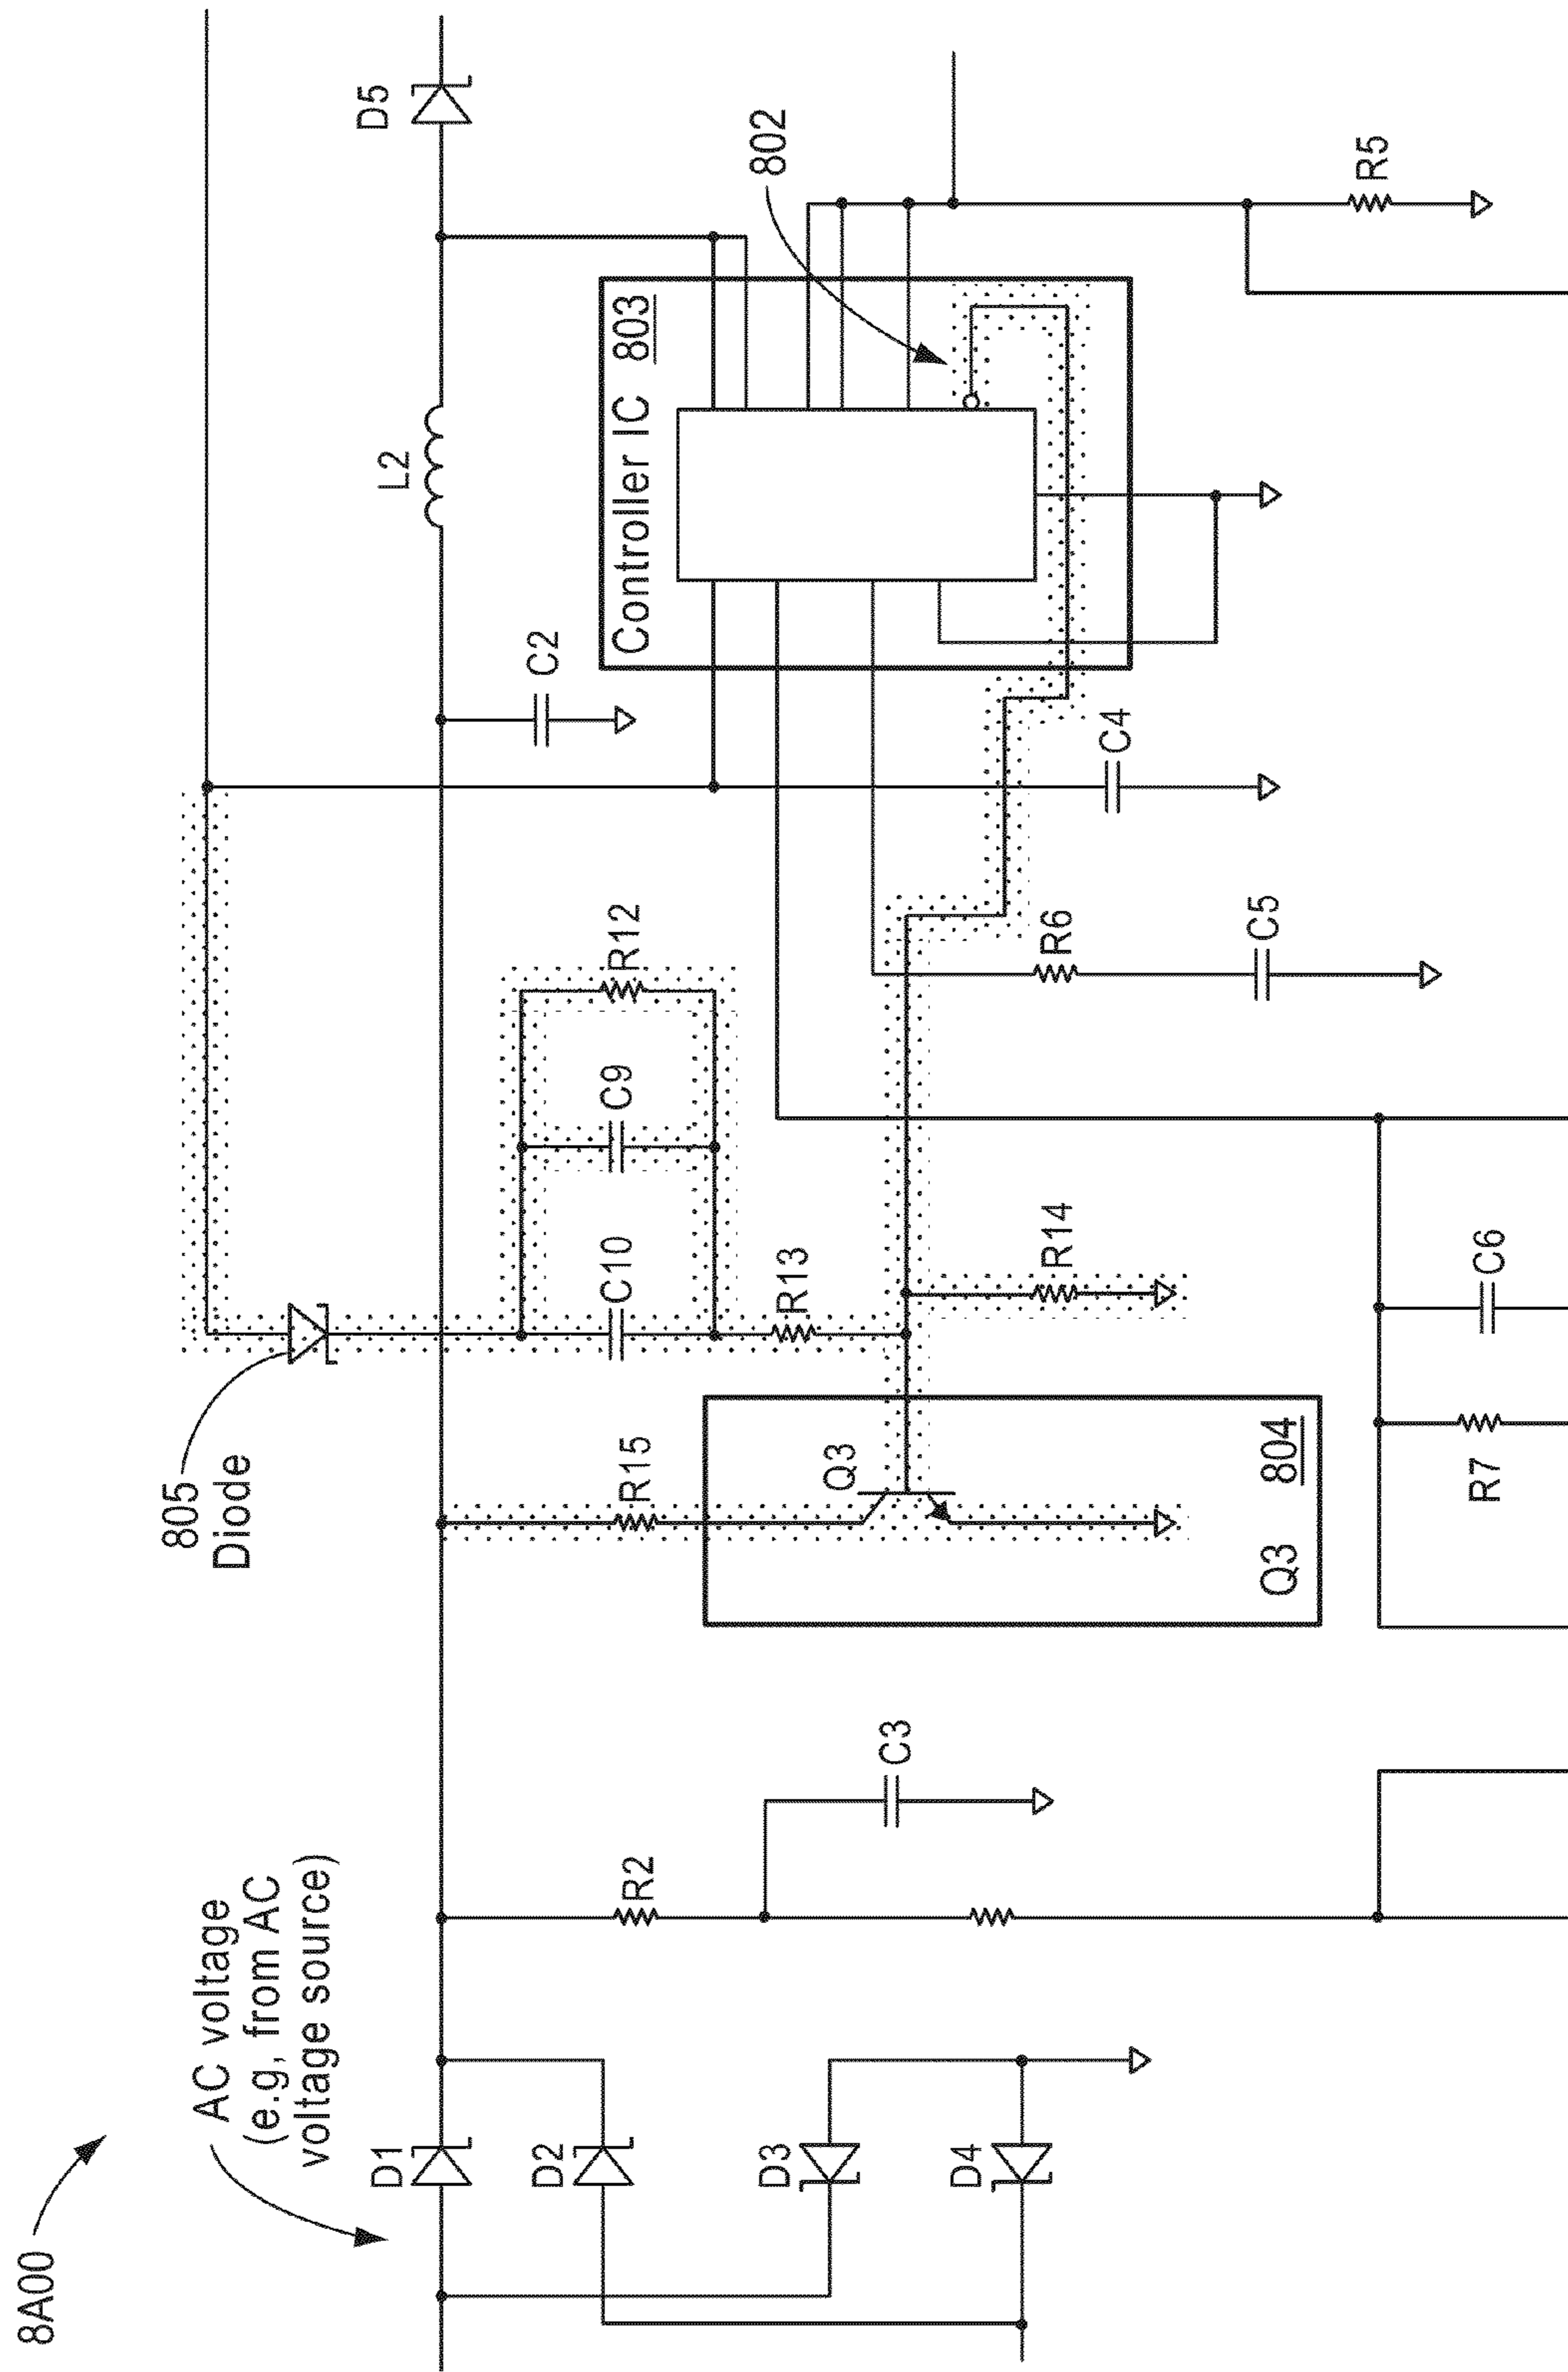 8A00
AC voltage
(e.g, from AC
voltage source)
805
Diode
D5
L2
C2
802
Controller IC 803
D1
D2
D3
D4
R2
C3
R15
Q3
Q3 804
C10
C9
R12
R13
R14
R6
C5
C4
R5
R7
C6